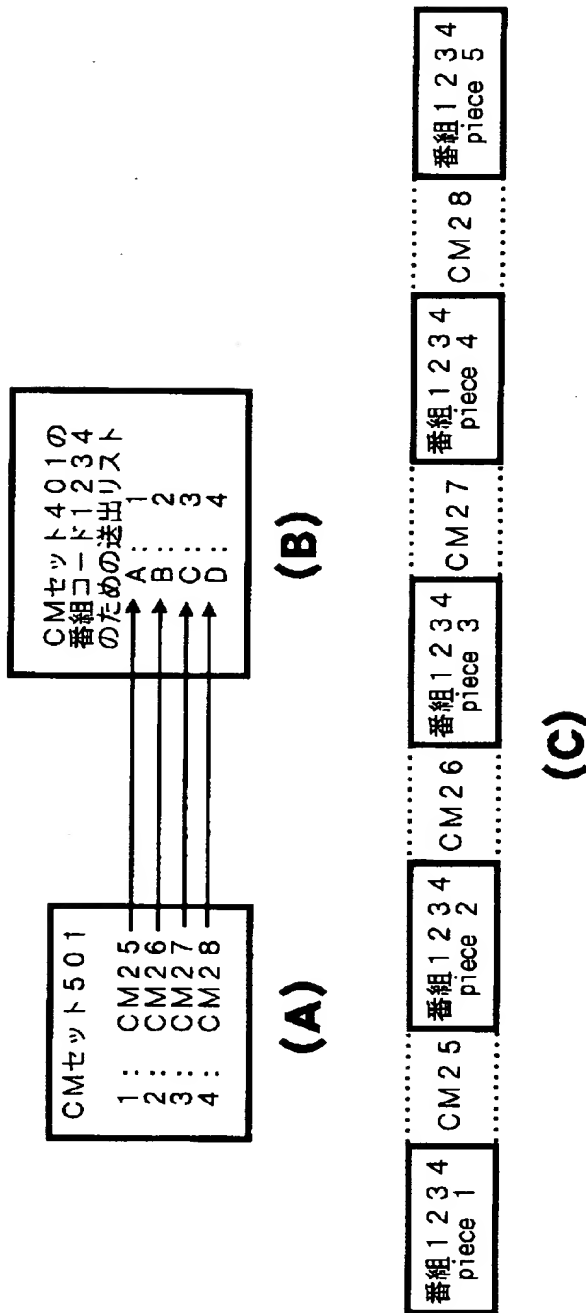 CMセット501
1： CM25
2： CM26
3： CM27
4： CM28
(A)
CMセット401の
番組コード1234
のための送出リスト
A： 1
B： 2
C： 3
D： 4
(B)
番組1234
piece 1
CM25
番組1234
piece 2
CM26
番組1234
piece 3
CM27
番組1234
piece 4
CM28
番組1234
piece 5
(C)